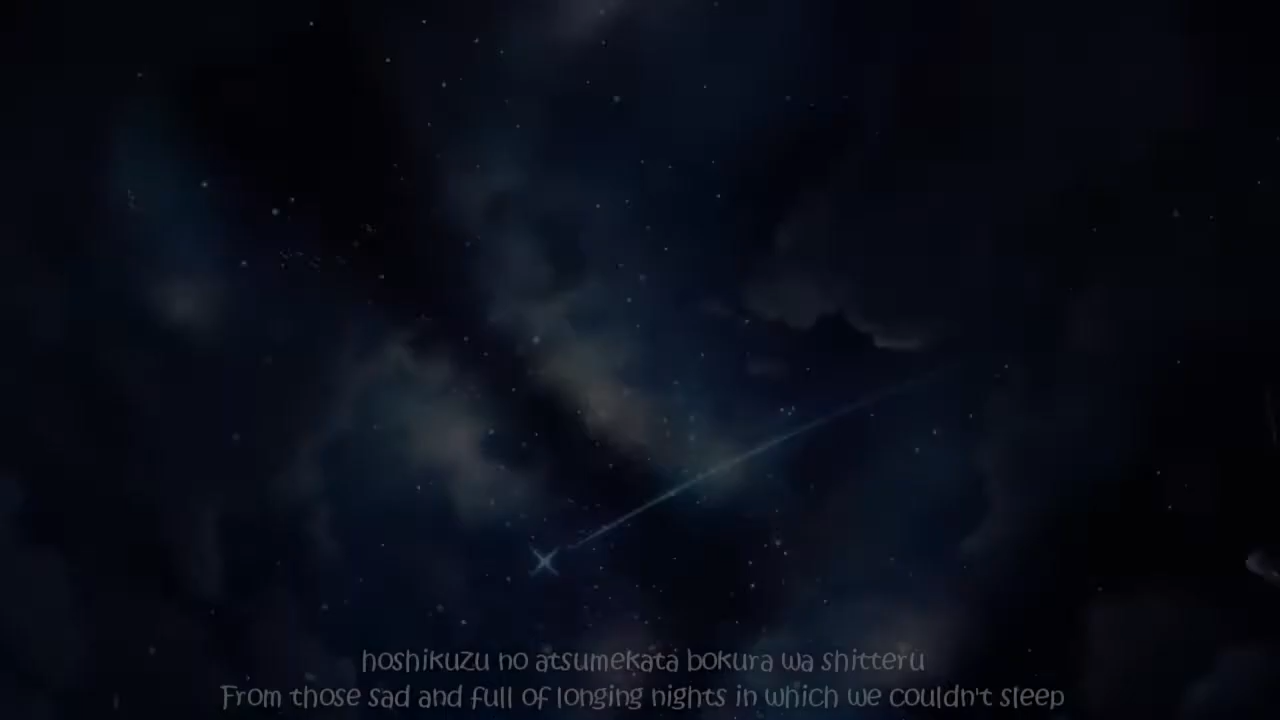 hoshikuzu no atsumekata bokura wa shitteru
From those sad and full of longing nights in which we couldn't sleep